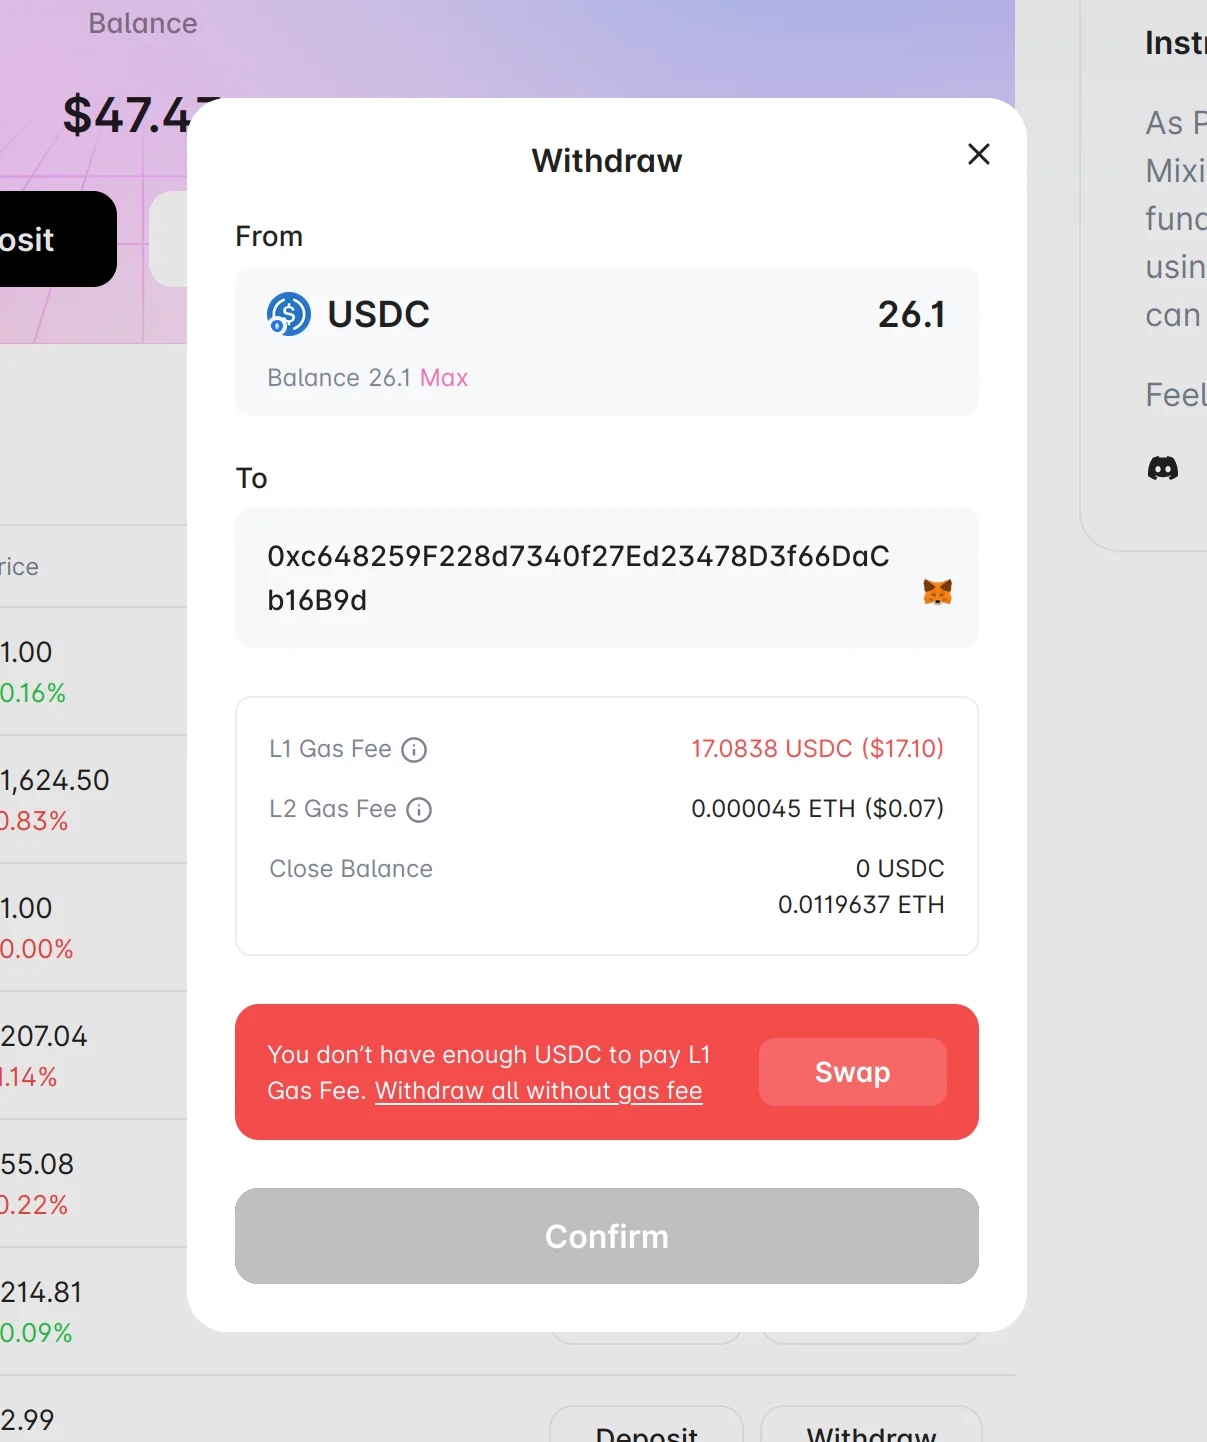 Balance
$47.47
osit
Withdraw
From
USDC
26.1
Balance 26.1 Max
To
0xc648259F228d7340f27Ed23478D3f66DaC
b16B9d
L1 Gas Fee
17.0838 USDC ($17.10)
L2 Gas Fee
0.000045 ETH ($0.07)
Close Balance
0 USDC
0.0119637 ETH
You don’t have enough USDC to pay L1
Gas Fee. Withdraw all without gas fee
Swap
Confirm
rice
1.00
0.16%
1,624.50
0.83%
1.00
0.00%
207.04
1.14%
55.08
0.22%
214.81
0.09%
2.99
Deposit
Withdraw
Instr
As P
Mixi
func
usin
can
Feel